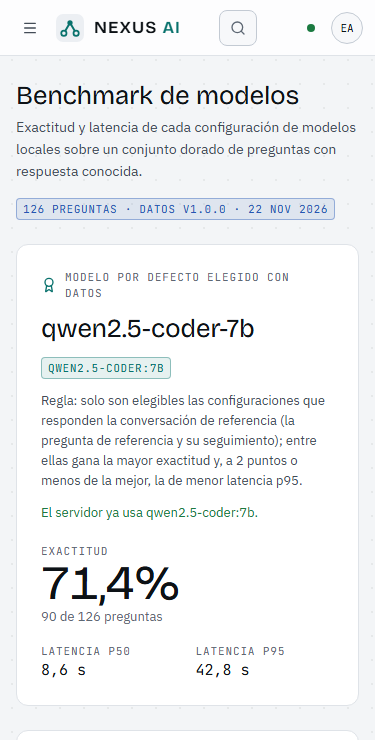 NEXUS AI
EA
Benchmark de modelos
Exactitud y latencia de cada configuración de modelos
locales sobre un conjunto dorado de preguntas con
respuesta conocida.
126 PREGUNTAS · DATOS V1.0.0 · 22 NOV 2026
MODELO POR DEFECTO ELEGIDO CON
DATOS
qwen2.5-coder-7b
QWEN2.5-CODER:7B
Regla: solo son elegibles las configuraciones que
responden la conversación de referencia (la
pregunta de referencia y su seguimiento); entre
ellas gana la mayor exactitud y, a 2 puntos o
menos de la mejor, la de menor latencia p95.
El servidor ya usa qwen2.5-coder:7b.
EXACTITUD
71,4%
90 de 126 preguntas
LATENCIA P50 LATENCIA P95
8,6 s 42,8 s